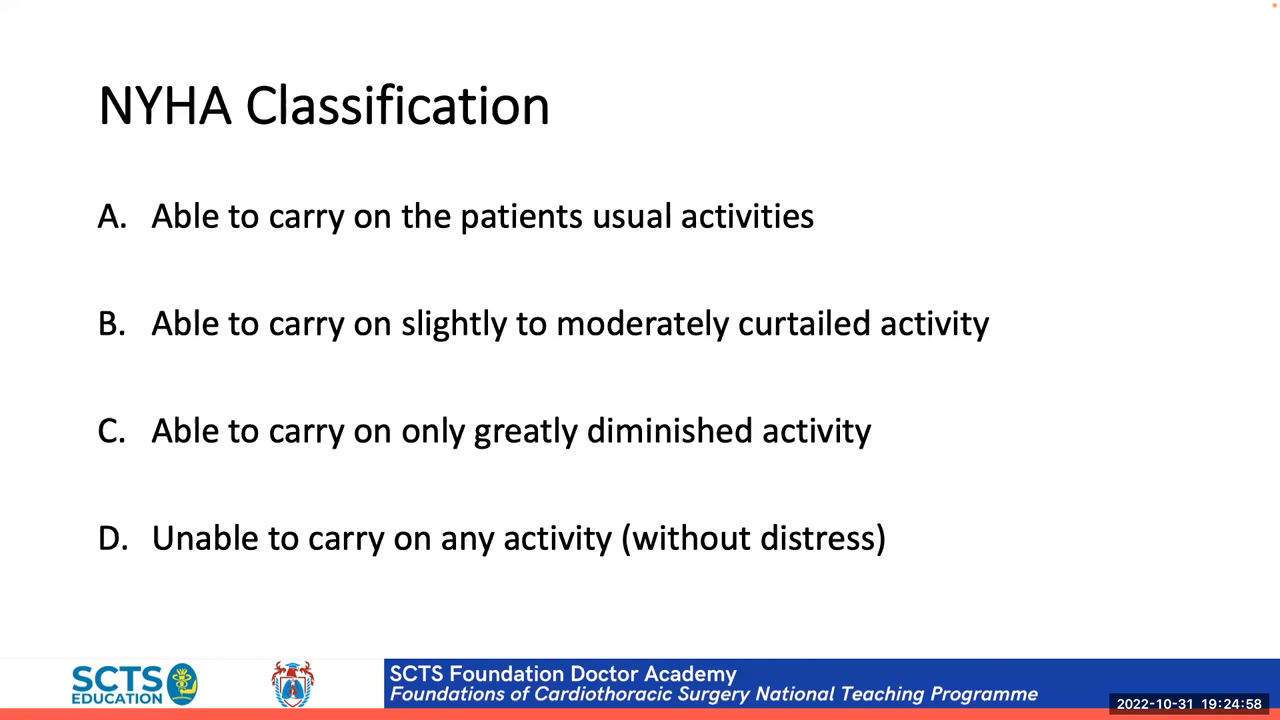 NYHA Classification
A. Able to carry on the patients usual activities
B. Able to carry on slightly to moderately curtailed activity
C. Able to carry on only greatly diminished activity
D. Unable to carry on any activity (without distress)
SCTS
EDUCATION
SCTS Foundation Doctor Academy
Foundations of Cardiothoracic Surgery National Teaching Programme
2022-10-31 19:24:58